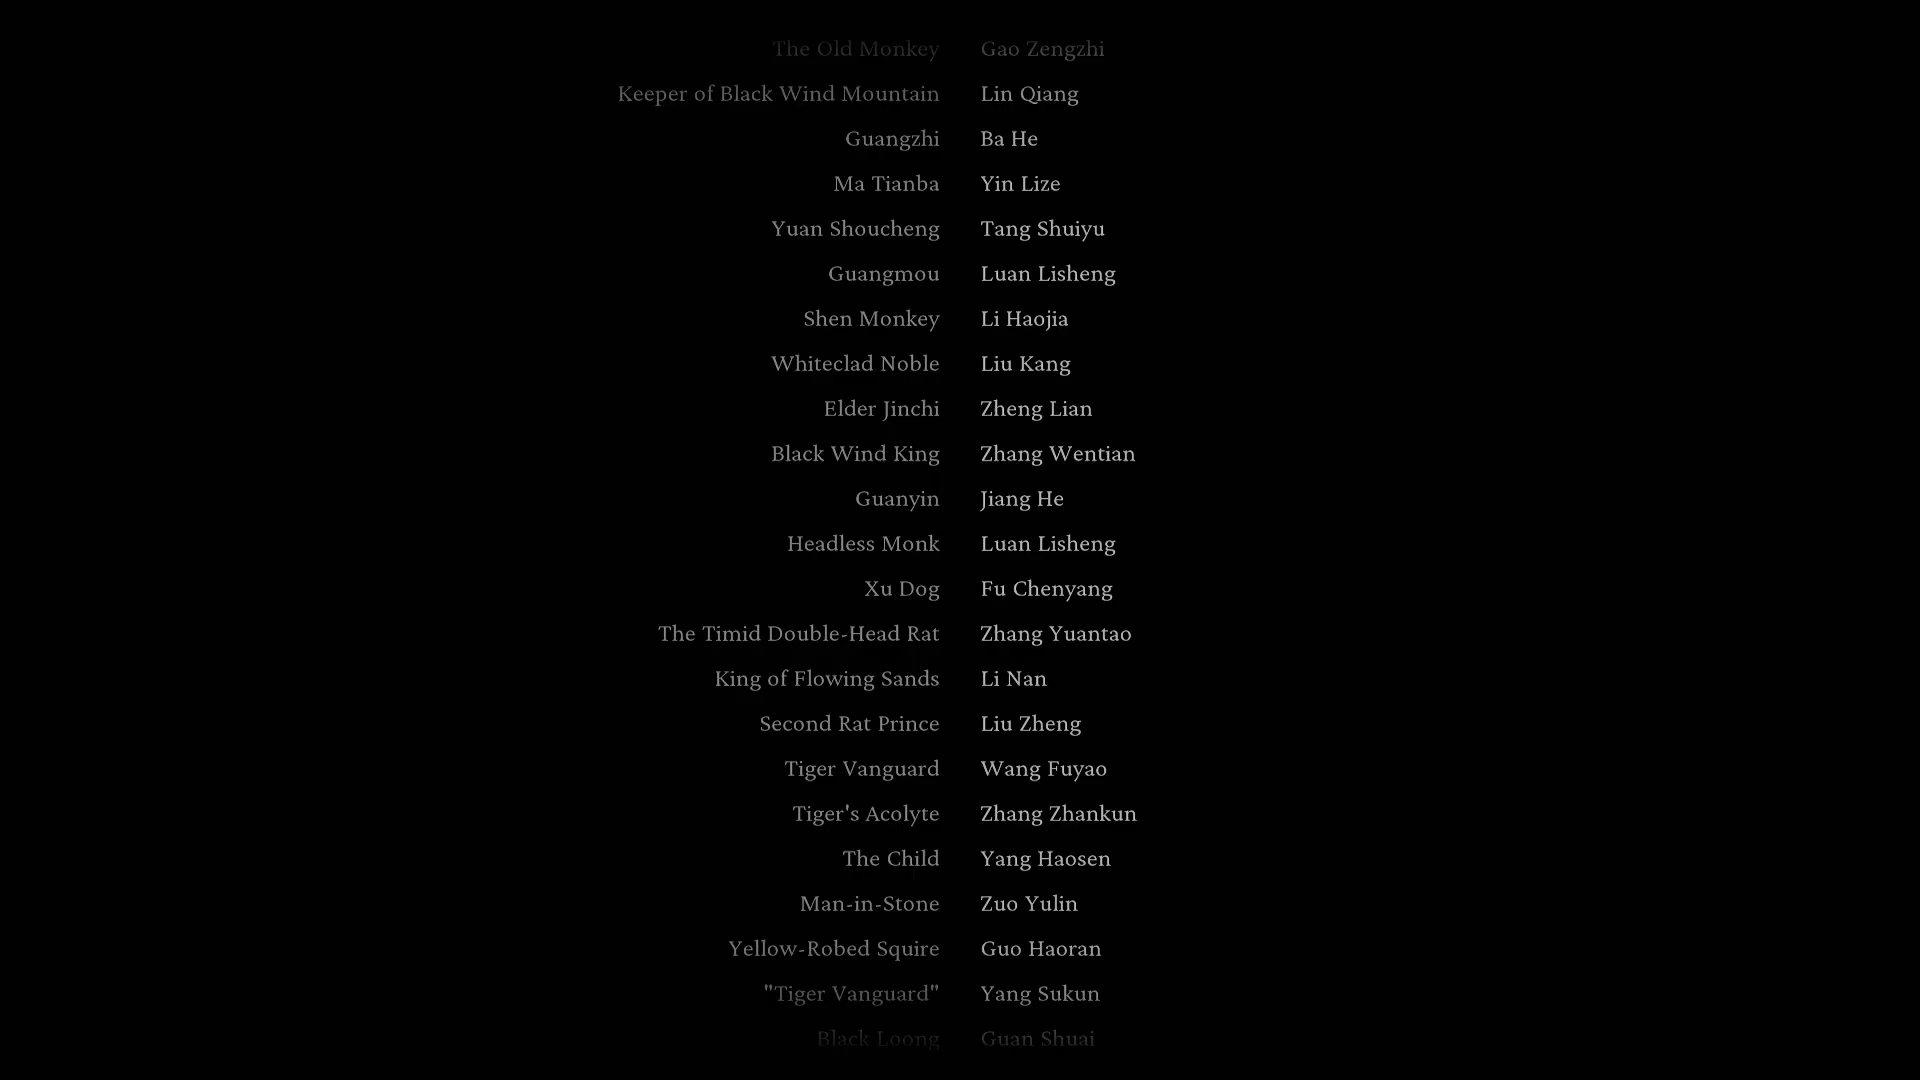 The Old Monkey Gao Zengzhi
Keeper of Black Wind Mountain Lin Qiang
Guangzhi Ba He
Ma Tianba Yin Lize
Yuan Shoucheng Tang Shuiyu
Guangmou Luan Lisheng
Shen Monkey Li Haojia
Whiteclad Noble Liu Kang
Elder Jinchi Zheng Lian
Black Wind King Zhang Wentian
Guanyin Jiang He
Headless Monk Luan Lisheng
Xu Dog Fu Chenyang
The Timid Double-Head Rat Zhang Yuantao
King of Flowing Sands Li Nan
Second Rat Prince Liu Zheng
Tiger Vanguard Wang Fuyao
Tiger's Acolyte Zhang Zhankun
The Child Yang Haosen
Man-in-Stone Zuo Yulin
Yellow-Robed Squire Guo Haoran
"Tiger Vanguard" Yang Sukun
Black Loong Guan Shuai